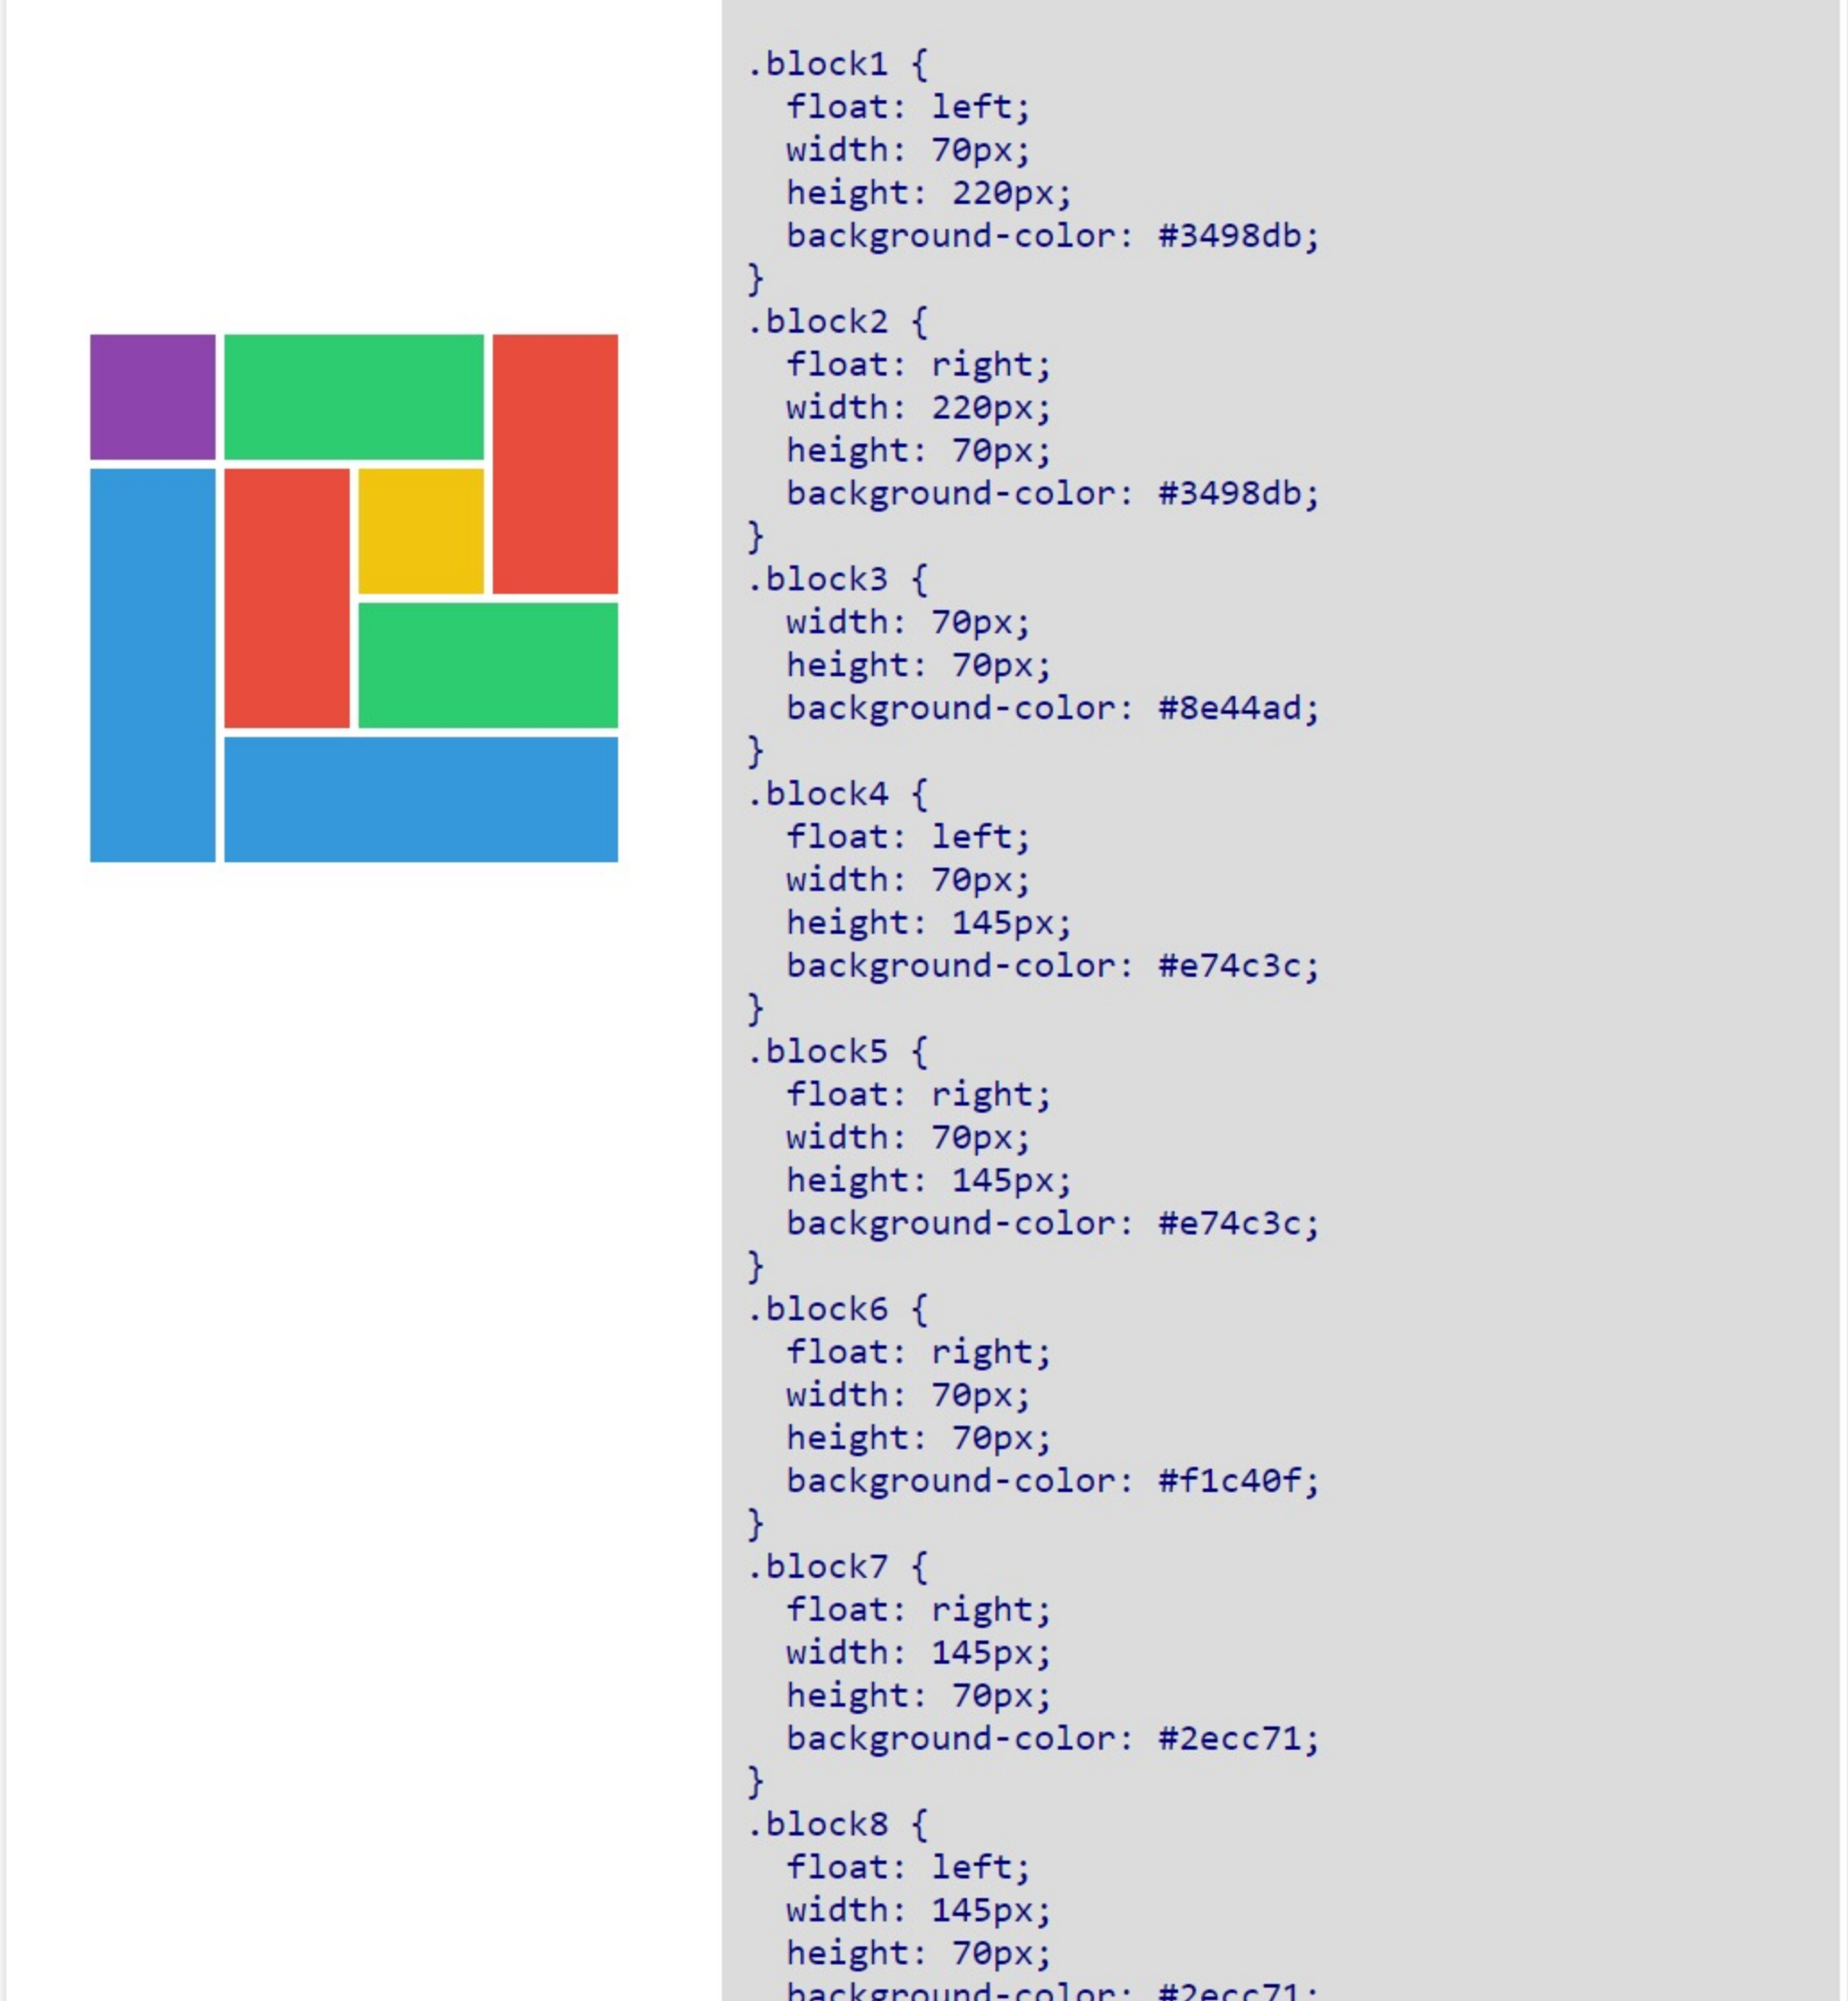 .block1 {
  float: left;
  width: 70px;
  height: 220px;
  background-color: #3498db;
}
.block2 {
  float: right;
  width: 220px;
  height: 70px;
  background-color: #3498db;
}
.block3 {
  width: 70px;
  height: 70px;
  background-color: #8e44ad;
}
.block4 {
  float: left;
  width: 70px;
  height: 145px;
  background-color: #e74c3c;
}
.block5 {
  float: right;
  width: 70px;
  height: 145px;
  background-color: #e74c3c;
}
.block6 {
  float: right;
  width: 70px;
  height: 70px;
  background-color: #f1c40f;
}
.block7 {
  float: right;
  width: 145px;
  height: 70px;
  background-color: #2ecc71;
}
.block8 {
  float: left;
  width: 145px;
  height: 70px;
  background-color: #2ecc71;